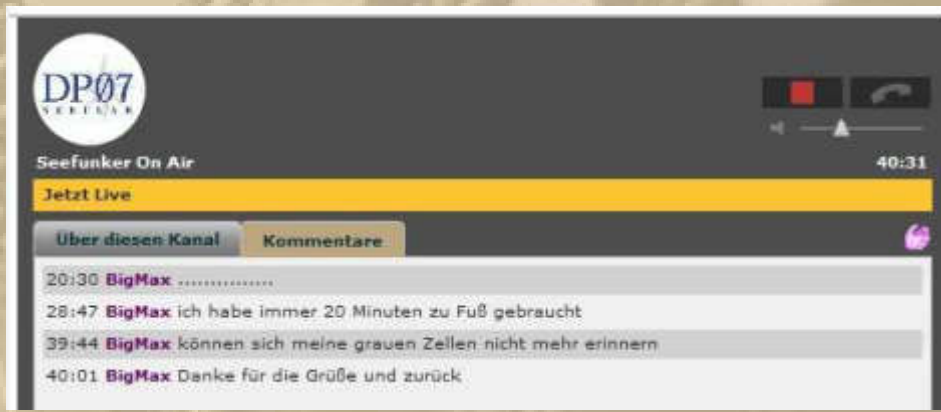 DP07
SEEFUNK
Seefunker On Air
40:31
Jetzt Live
Über diesen Kanal
Kommentare
20:30 BigMax ...............
28:47 BigMax ich habe immer 20 Minuten zu Fuß gebraucht
39:44 BigMax können sich meine grauen Zellen nicht mehr erinnern
40:01 BigMax Danke für die Grüße und zurück